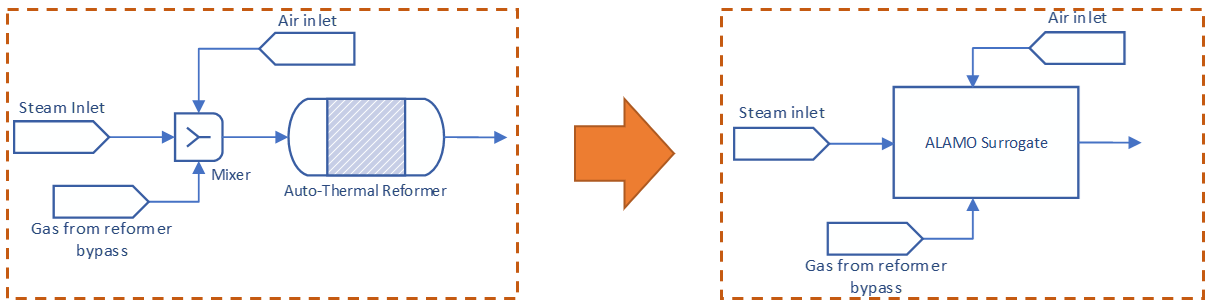 Air inlet
Steam Inlet
Mixer
Auto-Thermal Reformer
Gas from reformer
bypass
Air inlet
Steam inlet
ALAMO Surrogate
Gas from reformer
bypass